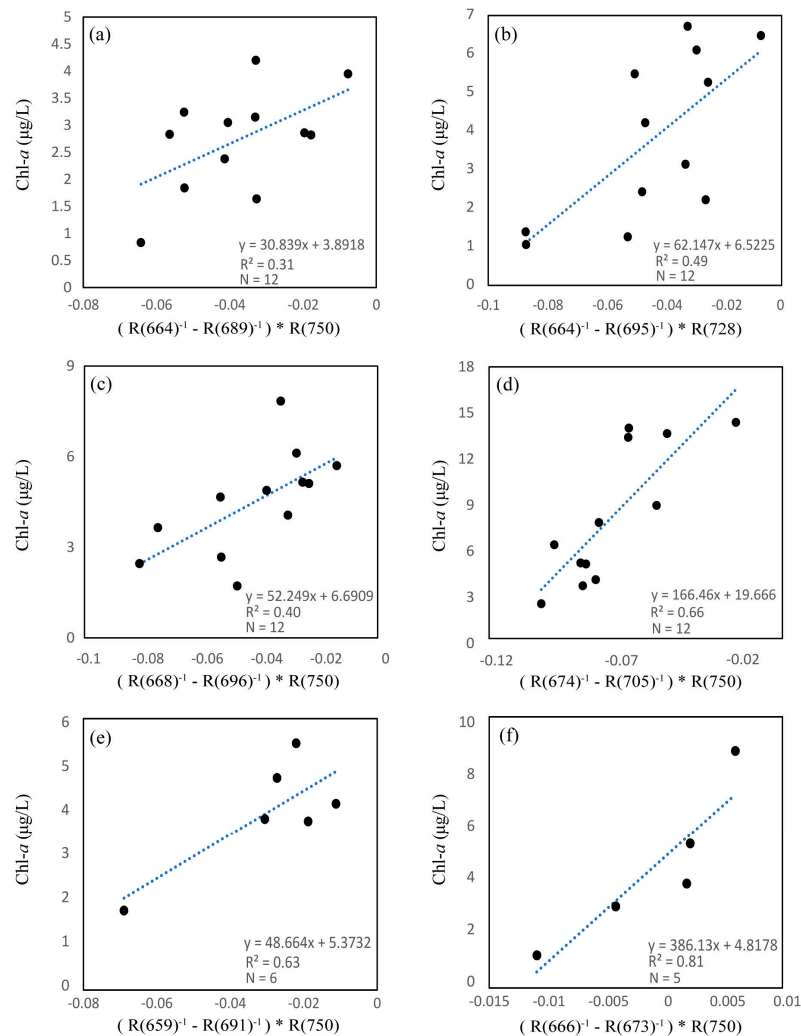 (a)
Chl-a (µg/L)
5
4.5
4
3.5
3
2.5
2
1.5
1
0.5
0
y = 30.839x + 3.8918
R² = 0.31
N = 12
-0.08
-0.06
-0.04
-0.02
0
( R(664)⁻¹ - R(689)⁻¹ ) * R(750)
(b)
Chl-a (µg/L)
7
6
5
4
3
2
1
0
y = 62.147x + 6.5225
R² = 0.49
N = 12
-0.1
-0.08
-0.06
-0.04
-0.02
0
( R(664)⁻¹ - R(695)⁻¹ ) * R(728)
(c)
Chl-a (µg/L)
9
6
3
0
y = 52.249x + 6.6909
R² = 0.40
N = 12
-0.1
-0.08
-0.06
-0.04
-0.02
0
( R(668)⁻¹ - R(696)⁻¹ ) * R(750)
(d)
Chl-a (µg/L)
18
15
12
9
6
3
0
y = 166.46x + 19.666
R² = 0.66
N = 12
-0.12
-0.07
-0.02
( R(674)⁻¹ - R(705)⁻¹ ) * R(750)
(e)
Chl-a (µg/L)
6
5
4
3
2
1
0
y = 48.664x + 5.3732
R² = 0.63
N = 6
-0.08
-0.06
-0.04
-0.02
0
( R(659)⁻¹ - R(691)⁻¹ ) * R(750)
(f)
Chl-a (µg/L)
10
8
6
4
2
0
y = 386.13x + 4.8178
R² = 0.81
N = 5
-0.015
-0.01
-0.005
0
0.005
0.01
( R(666)⁻¹ - R(673)⁻¹ ) * R(750)